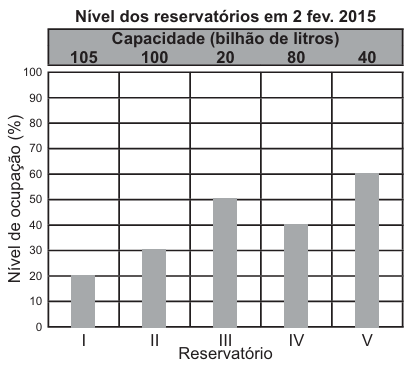 Nível dos reservatórios em 2 fev. 2015
Capacidade (bilhão de litros)
105 100 20 80 40
Nível de ocupação (%)
100
90
80
70
60
50
40
30
20
10
0
I II III IV V
Reservatório